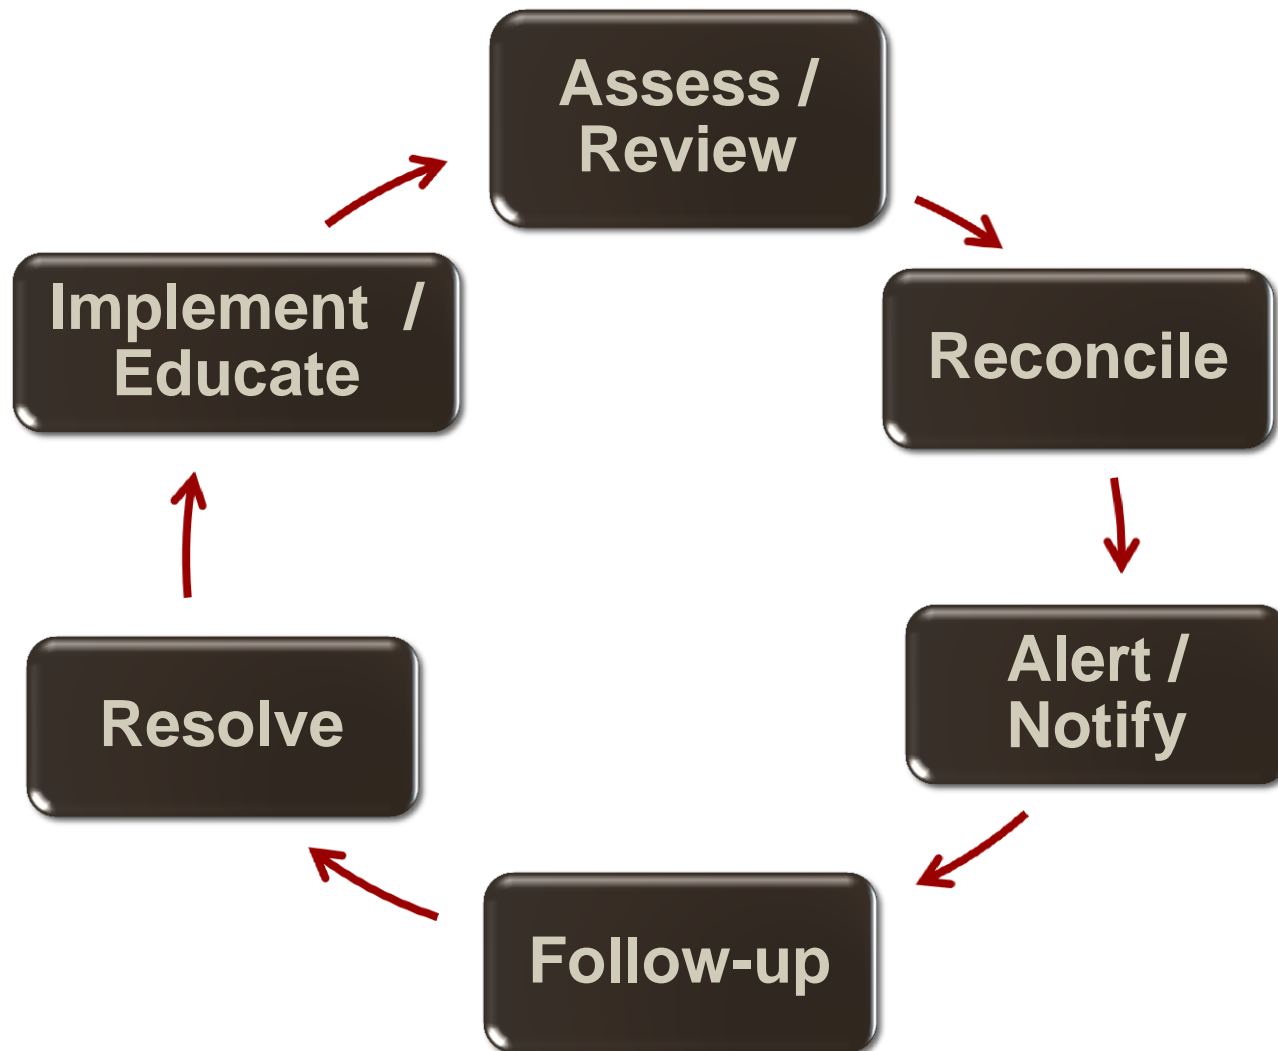 Assess /
Review
Reconcile
Alert /
Notify
Follow-up
Resolve
Implement  /
Educate